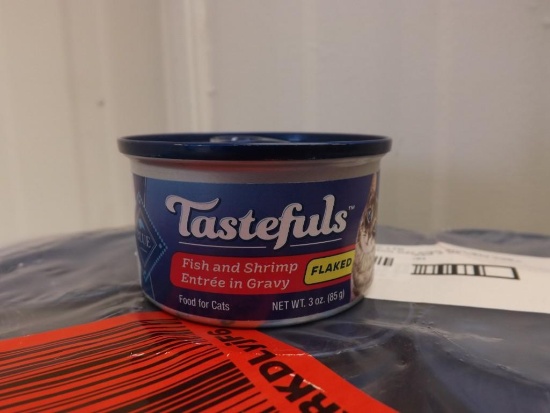 Tastefuls™
Fish and Shrimp
Entrée in Gravy
FLAKED
Food for Cats
NET WT. 3 oz. (85 g)